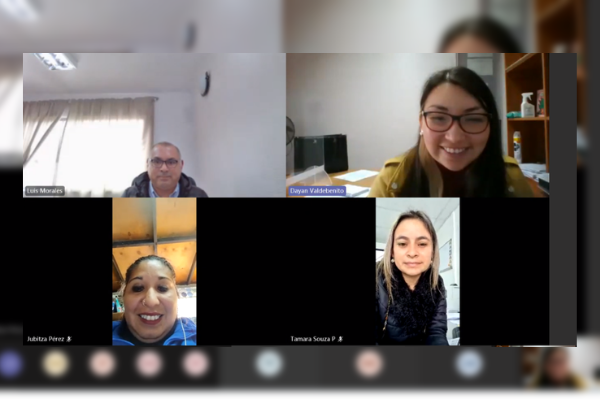 Luis Morales
Dayan Valdebenito
Jubitza Pérez
Tamara Souza P